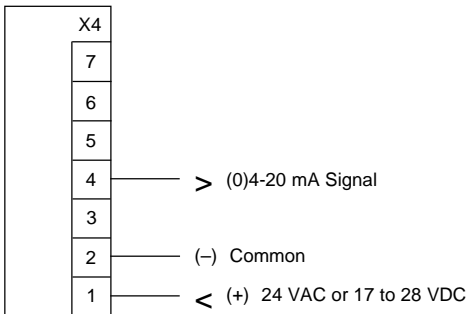 X4
7
6
5
4 > (0)4-20 mA Signal
3
2 (–) Common
1 < (+) 24 VAC or 17 to 28 VDC